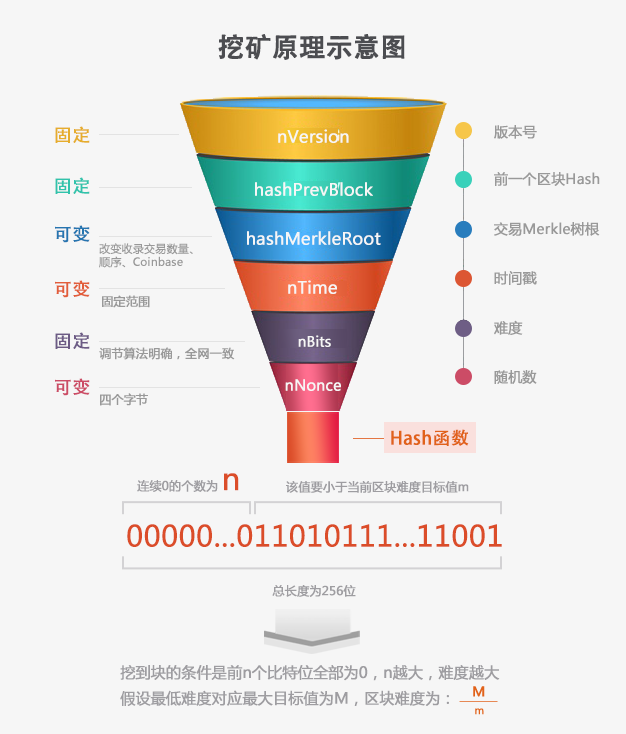 挖矿原理示意图
固定
nVersion
版本号
固定
hashPrevBlock
前一个区块Hash
可变
改变收录交易数量、
顺序、Coinbase
hashMerkleRoot
交易Merkle树根
可变
固定范围
nTime
时间戳
固定
调节算法明确，全网一致
nBits
难度
可变
四个字节
nNonce
随机数
Hash函数
连续0的个数为 n
该值要小于当前区块难度目标值m
00000...011010111...11001
总长度为256位
挖到块的条件是前n个比特位全部为0，n越大，难度越大
假设最低难度对应最大目标值为M，区块难度为： M
m